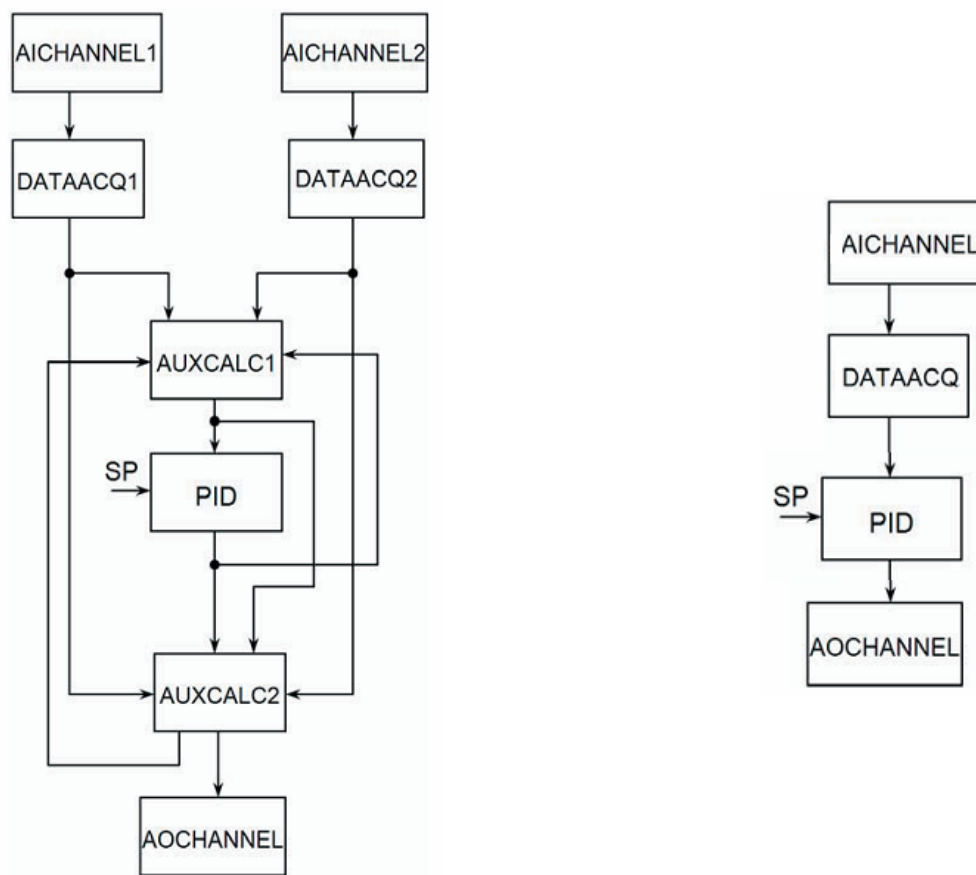 AICHANNEL1
AICHANNEL2
DATAACQ1
DATAACQ2
AUXCALC1
SP
PID
AUXCALC2
AOCHANNEL
AICHANNEL
DATAACQ
SP
PID
AOCHANNEL